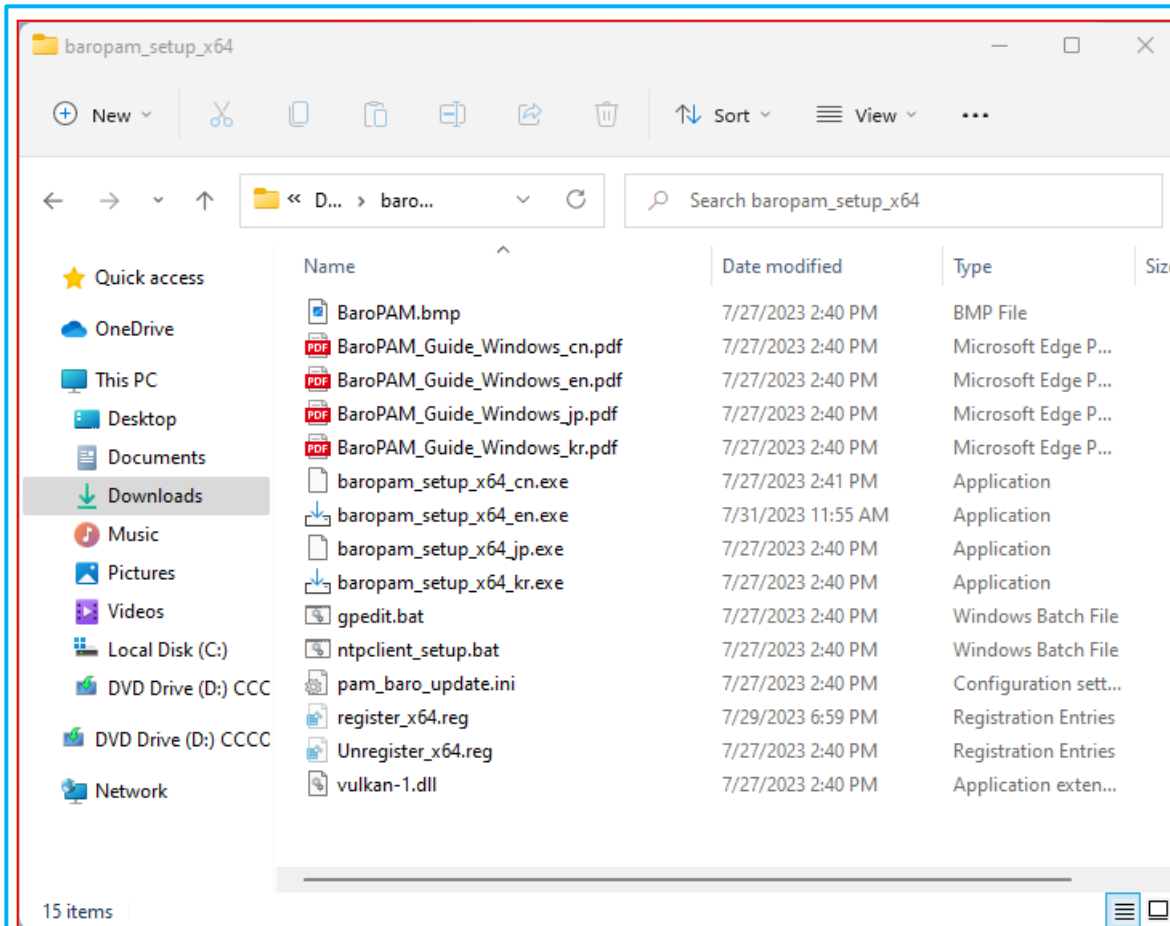 baropam_setup_x64
New Sort View
« D... > baro... Search baropam_setup_x64
Quick access
OneDrive
This PC
Desktop
Documents
Downloads
Music
Pictures
Videos
Local Disk (C:)
DVD Drive (D:) CCC
DVD Drive (D:) CCCO
Network
Name Date modified Type Siz
BaroPAM.bmp 7/27/2023 2:40 PM BMP File
PDF BaroPAM_Guide_Windows_cn.pdf 7/27/2023 2:40 PM Microsoft Edge P...
PDF BaroPAM_Guide_Windows_en.pdf 7/27/2023 2:40 PM Microsoft Edge P...
PDF BaroPAM_Guide_Windows_jp.pdf 7/27/2023 2:40 PM Microsoft Edge P...
PDF BaroPAM_Guide_Windows_kr.pdf 7/27/2023 2:40 PM Microsoft Edge P...
baropam_setup_x64_cn.exe 7/27/2023 2:41 PM Application
baropam_setup_x64_en.exe 7/31/2023 11:55 AM Application
baropam_setup_x64_jp.exe 7/27/2023 2:40 PM Application
baropam_setup_x64_kr.exe 7/27/2023 2:40 PM Application
gpedit.bat 7/27/2023 2:40 PM Windows Batch File
ntpclient_setup.bat 7/27/2023 2:40 PM Windows Batch File
pam_baro_update.ini 7/27/2023 2:40 PM Configuration sett...
register_x64.reg 7/29/2023 6:59 PM Registration Entries
Unregister_x64.reg 7/27/2023 2:40 PM Registration Entries
vulkan-1.dll 7/27/2023 2:40 PM Application exten...
15 items